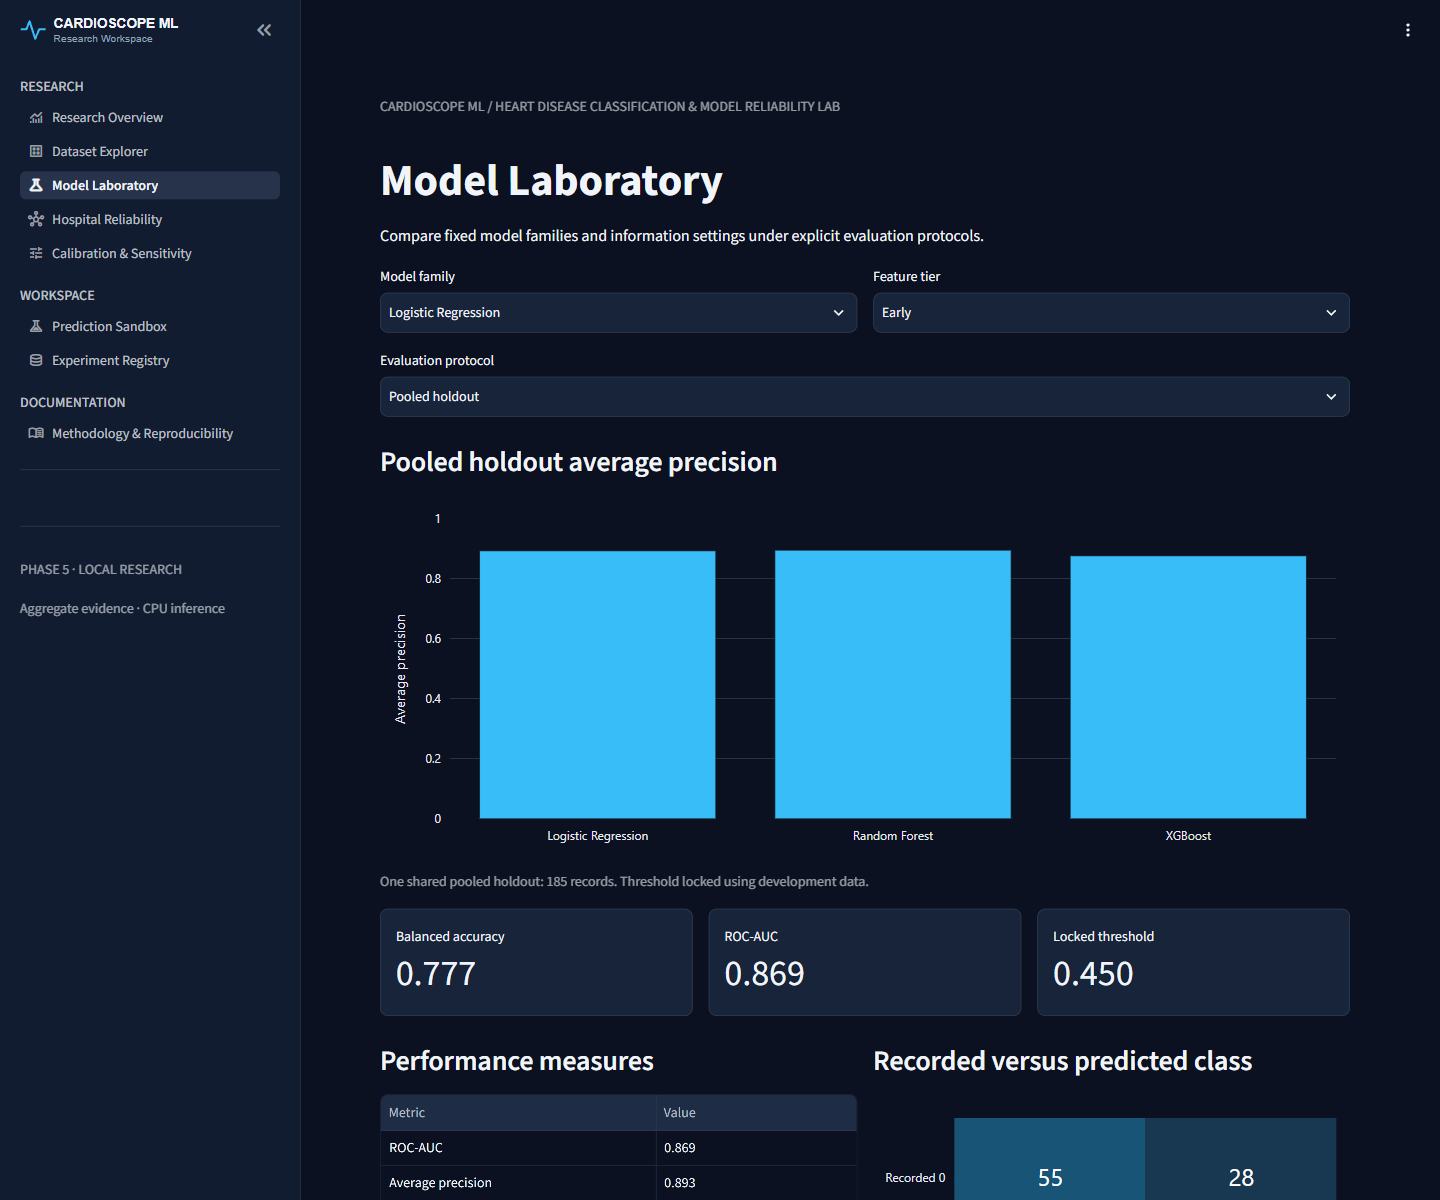 CARDIOSCOPE ML
Research Workspace
RESEARCH
Research Overview
Dataset Explorer
Model Laboratory
Hospital Reliability
Calibration & Sensitivity
WORKSPACE
Prediction Sandbox
Experiment Registry
DOCUMENTATION
Methodology & Reproducibility
PHASE 5 · LOCAL RESEARCH
Aggregate evidence · CPU inference
CARDIOSCOPE ML / HEART DISEASE CLASSIFICATION & MODEL RELIABILITY LAB
Model Laboratory
Compare fixed model families and information settings under explicit evaluation protocols.
Model family
Feature tier
Logistic Regression
Early
Evaluation protocol
Pooled holdout
Pooled holdout average precision
1
0.8
0.6
0.4
0.2
0
Average precision
Logistic Regression
Random Forest
XGBoost
One shared pooled holdout: 185 records. Threshold locked using development data.
Balanced accuracy
0.777
ROC-AUC
0.869
Locked threshold
0.450
Performance measures
Metric Value
ROC-AUC 0.869
Average precision 0.893
Recorded versus predicted class
Recorded 0 55 28